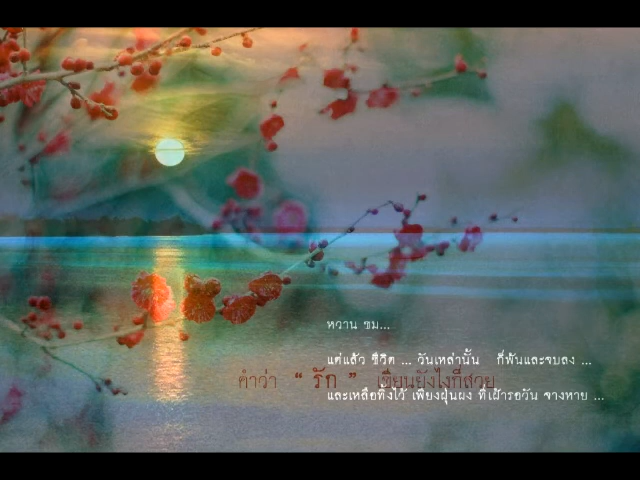 หวาน ขม...
แต่แล้ว ชีวิต ... วันเหล่านั้น ก็พ้นและจบลง ...
คำว่า “ รัก ” เขียนยังไงก็สวย
และเหลือทิ้งไว้ เพียงฝุ่นผง ที่เฝ้ารอวัน จางหาย ...